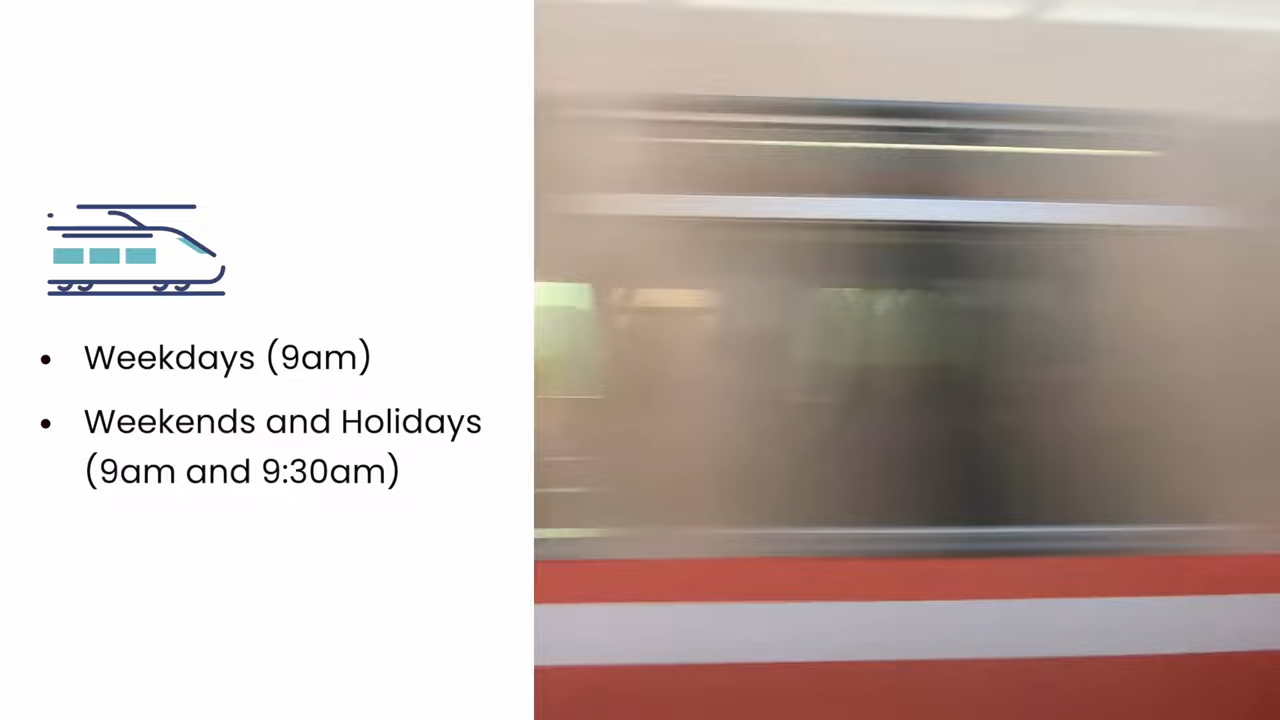 • Weekdays (9am)
• Weekends and Holidays
(9am and 9:30am)